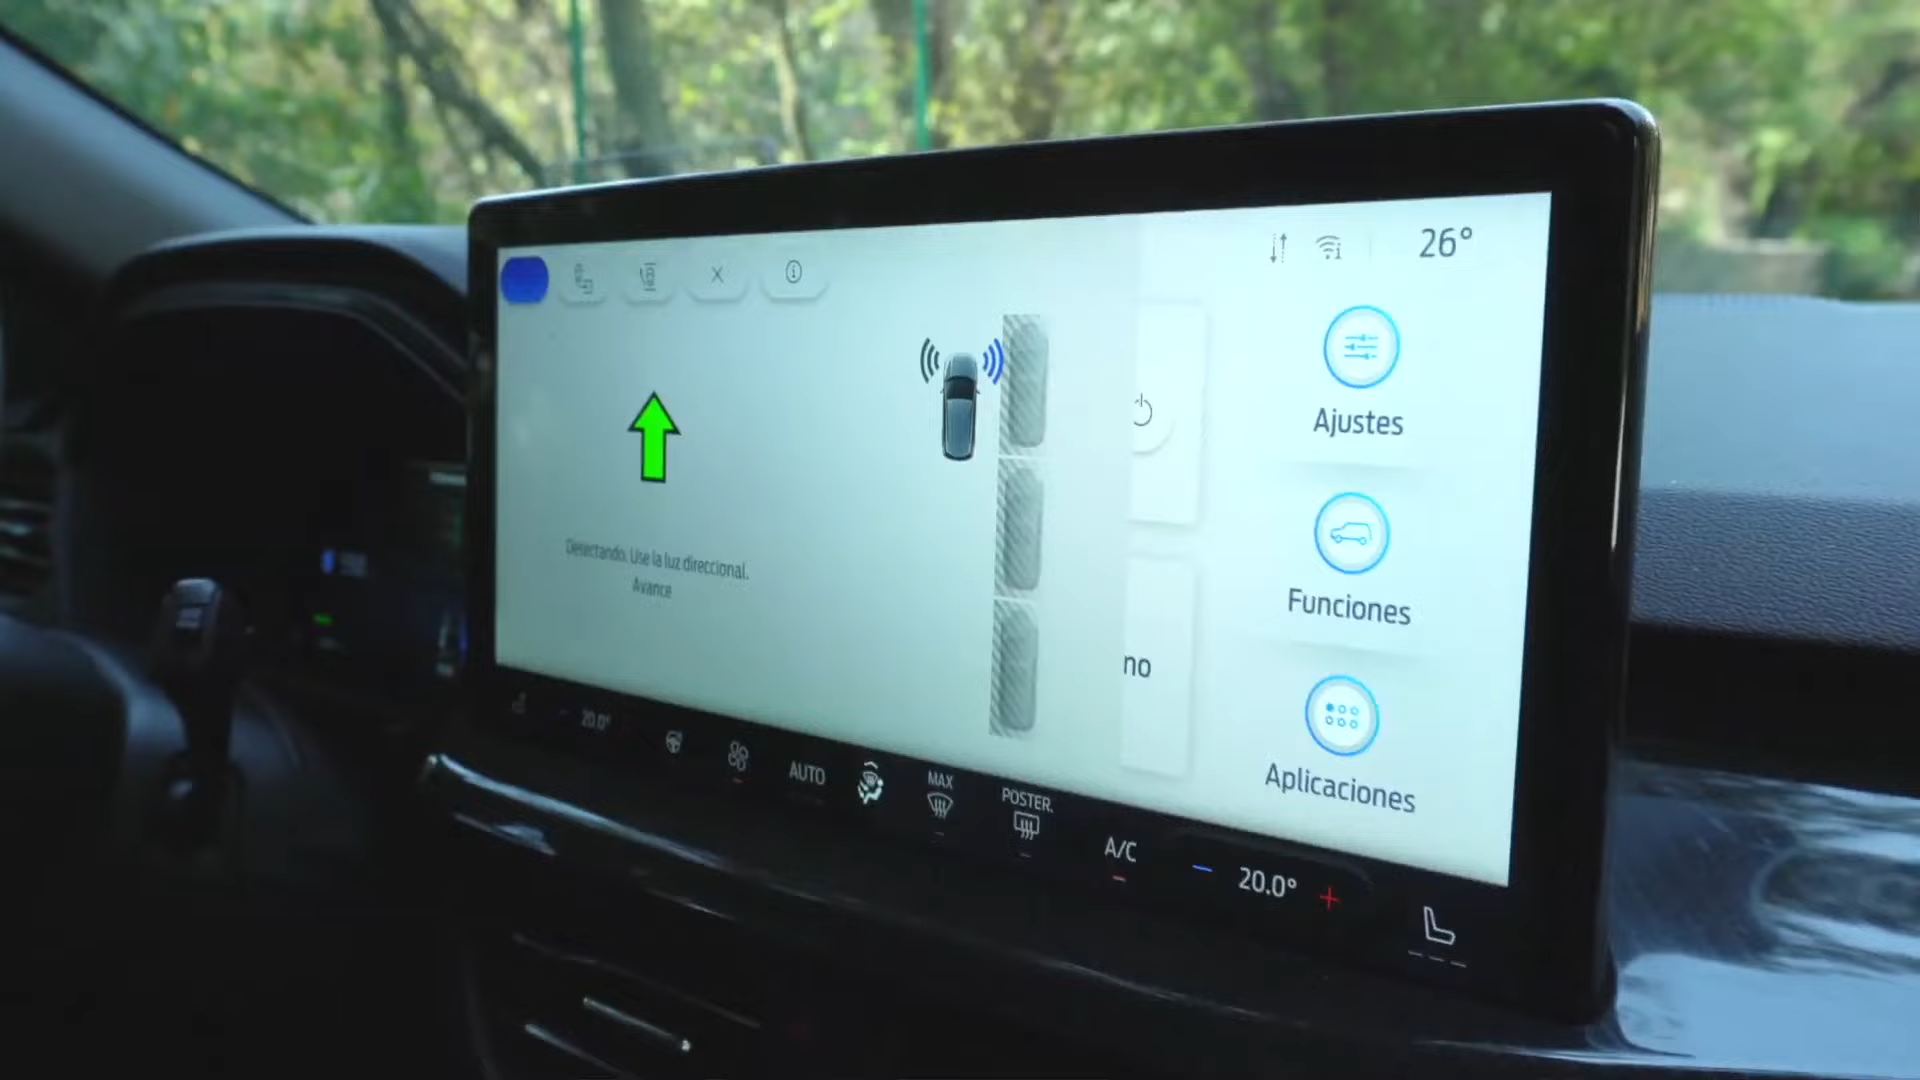 26°
Ajustes
Detectando. Use la luz direccional.
Avance
Funciones
no
Aplicaciones
20.0°
AUTO
MAX
POSTER.
A/C
20.0°